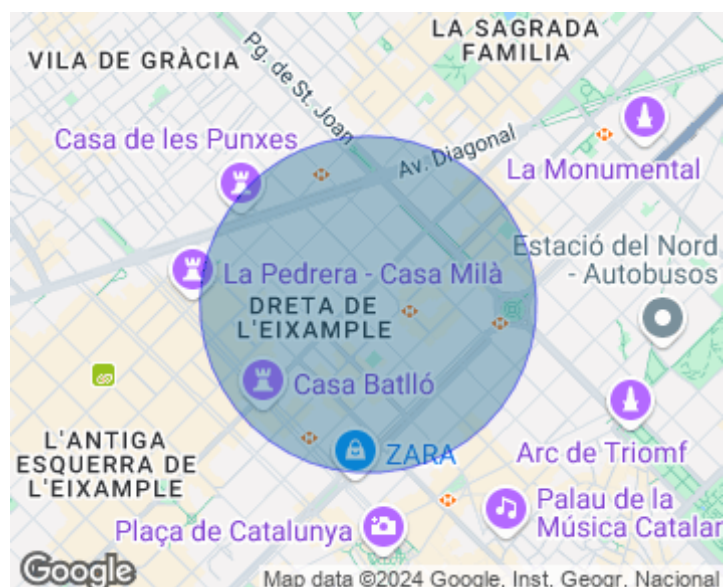 LA SAGRADA
FAMILIA
VILA DE GRÀCIA
Pg. de St. Joan
Casa de les Punxes
Av. Diagonal
La Monumental
Estació del Nord
- Autobusos
La Pedrera - Casa Milà
DRETA DE
L'EIXAMPLE
Casa Batlló
L'ANTIGA
ESQUERRA DE
L'EIXAMPLE
ZARA
Arc de Triomf
Plaça de Catalunya
Palau de la
Música Catalar
Google
Map data ©2024 Google, Inst. Geogr. Nacional